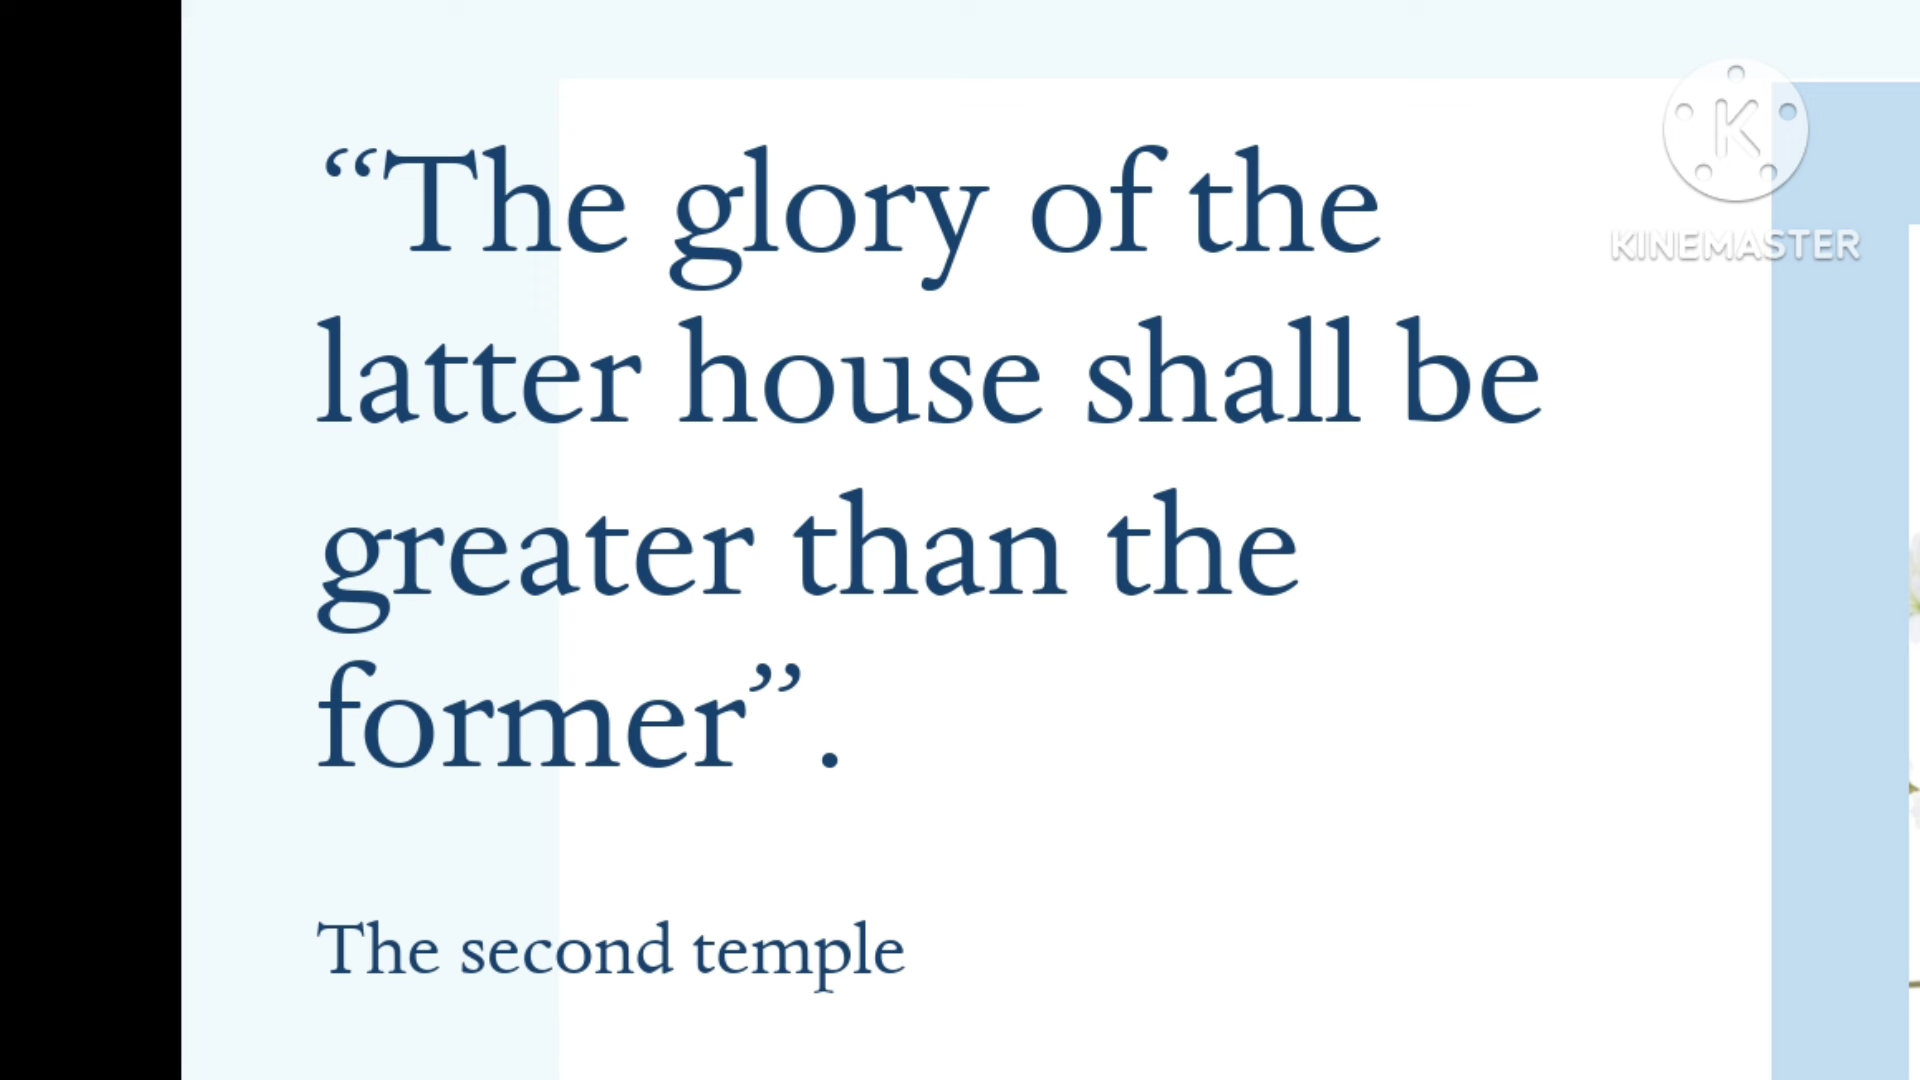 “The glory of the
latter house shall be
greater than the
former”.
The second temple
K
KINEMASTER